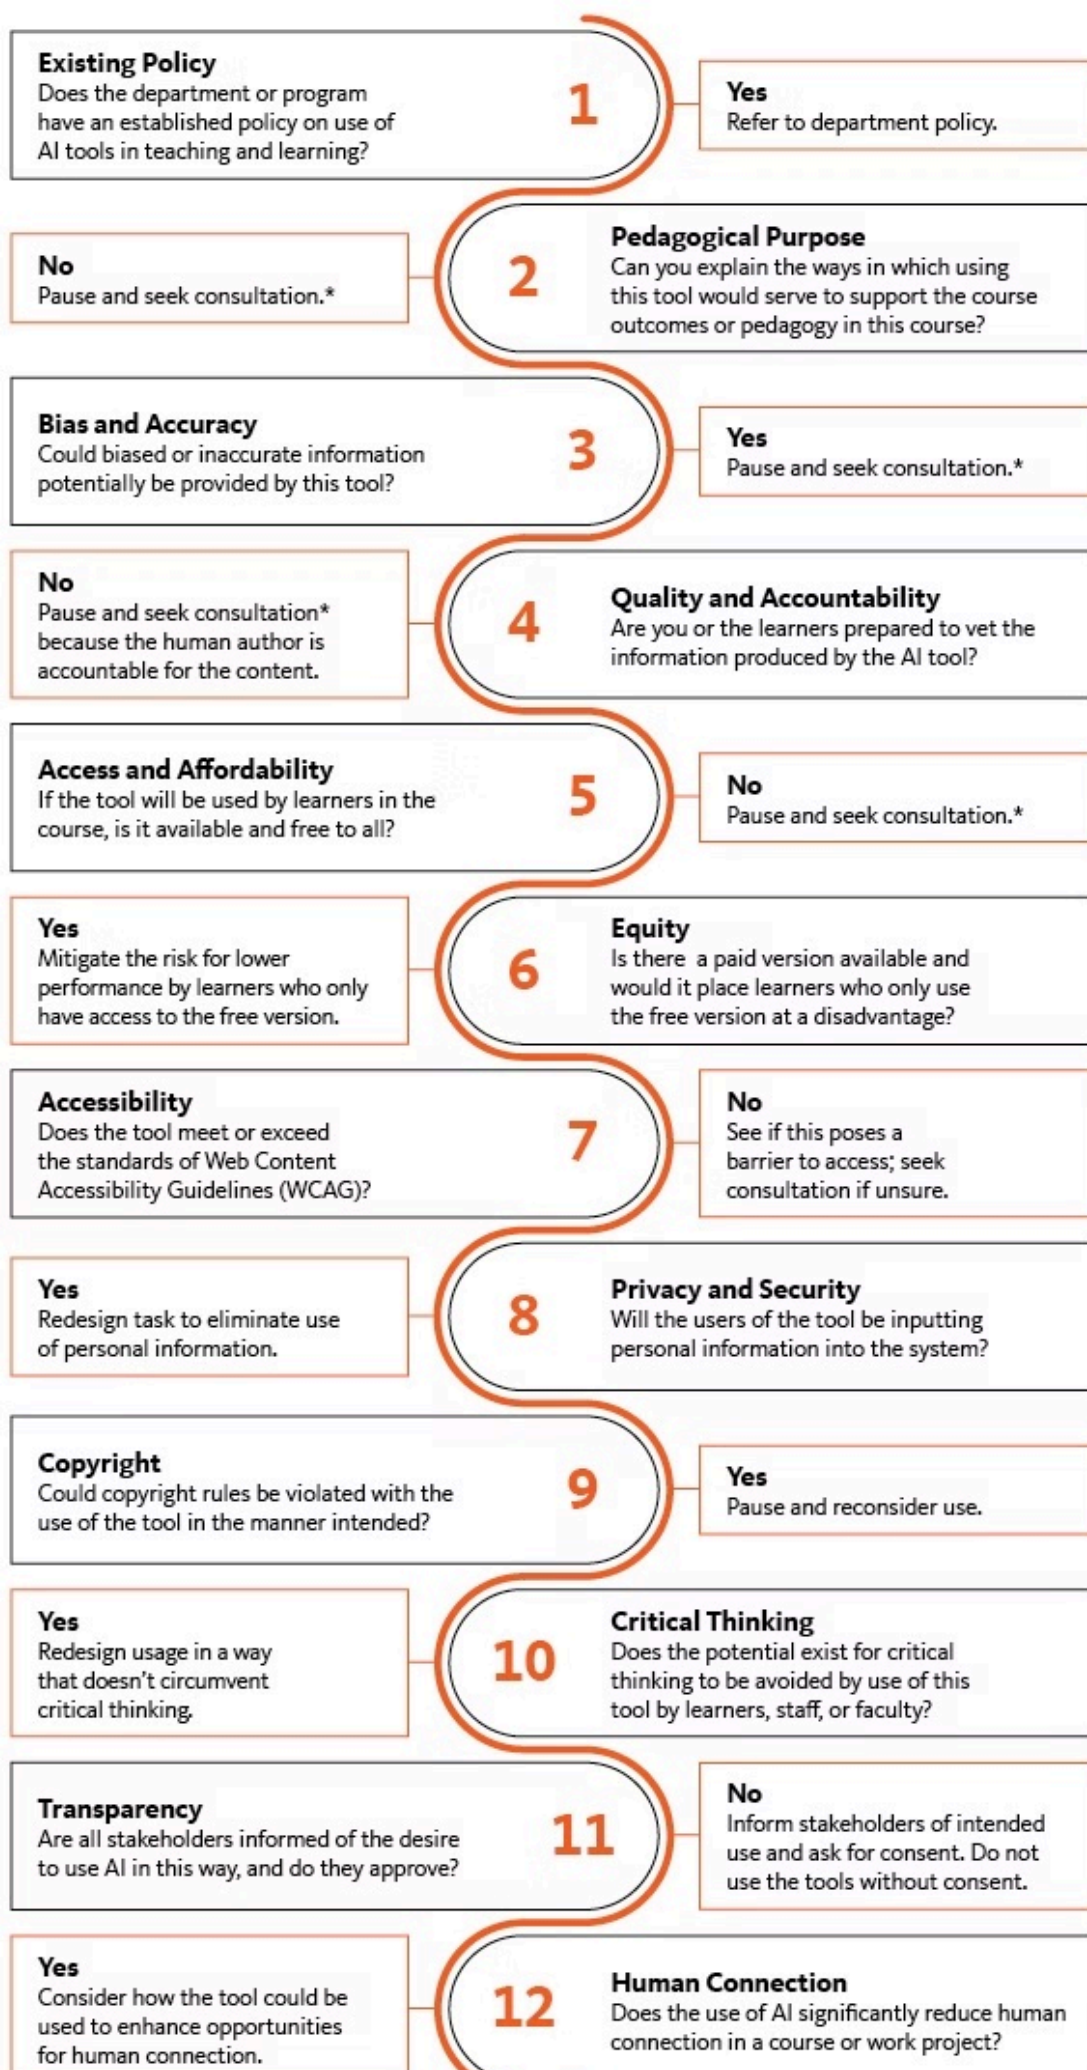 Existing Policy
Does the department or program
have an established policy on use of
AI tools in teaching and learning?
1
Yes
Refer to department policy.
No
Pause and seek consultation.*
2
Pedagogical Purpose
Can you explain the ways in which using
this tool would serve to support the course
outcomes or pedagogy in this course?
Bias and Accuracy
Could biased or inaccurate information
potentially be provided by this tool?
3
Yes
Pause and seek consultation.*
No
Pause and seek consultation*
because the human author is
accountable for the content.
4
Quality and Accountability
Are you or the learners prepared to vet the
information produced by the AI tool?
Access and Affordability
If the tool will be used by learners in the
course, is it available and free to all?
5
No
Pause and seek consultation.*
Yes
Mitigate the risk for lower
performance by learners who only
have access to the free version.
6
Equity
Is there a paid version available and
would it place learners who only use
the free version at a disadvantage?
Accessibility
Does the tool meet or exceed
the standards of Web Content
Accessibility Guidelines (WCAG)?
7
No
See if this poses a
barrier to access; seek
consultation if unsure.
Yes
Redesign task to eliminate use
of personal information.
8
Privacy and Security
Will the users of the tool be inputting
personal information into the system?
Copyright
Could copyright rules be violated with the
use of the tool in the manner intended?
9
Yes
Pause and reconsider use.
Yes
Redesign usage in a way
that doesn't circumvent
critical thinking.
10
Critical Thinking
Does the potential exist for critical
thinking to be avoided by use of this
tool by learners, staff, or faculty?
Transparency
Are all stakeholders informed of the desire
to use AI in this way, and do they approve?
11
No
Inform stakeholders of intended
use and ask for consent. Do not
use the tools without consent.
Yes
Consider how the tool could be
used to enhance opportunities
for human connection.
12
Human Connection
Does the use of AI significantly reduce human
connection in a course or work project?